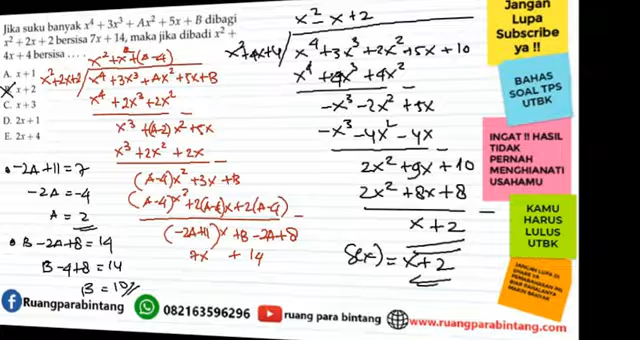 Jika suku banyak x⁴ + 3x³ + Ax² + 5x + B dibagi
x² + 2x + 2 bersisa 7x + 14, maka jika dibadi x² +
4x + 4 bersisa . . . .
A. x + 1
x + 2
C. x + 3
D. 2x + 1
E. 2x + 4
• -2A+11 = 7
-2A = -4
A = 2
• B-2A+8 = 14
B-4+8 = 14
B = 10
x²+x+(A-4)
x²+2x+2 √ x⁴+3x³+Ax²+5x+B
x⁴+2x³+2x² -
x³+(A-2)x²+5x
x³+2x²+2x -
(A-4)x²+3x+B
(A-4)x²+2(A-4)x+2(A-4) -
(-2A+11)x+B-2A+8
7x + 14
x²-x+2
x²+4x+4 √ x⁴+3x³+2x²+5x+10
x⁴+4x³+4x² -
-x³-2x²+5x
-x³-4x²-4x -
2x²+9x+10
2x²+8x+8 -
x+2
S(x) = x+2
Jangan
Lupa
Subscribe
ya !!
BAHAS
SOAL TPS
UTBK
INGAT !! HASIL
TIDAK
PERNAH
MENGHIANATI
USAHAMU
KAMU
HARUS
LULUS
UTBK
Ruangparabintang
082163596296
ruang para bintang
www.ruangparabintang.com